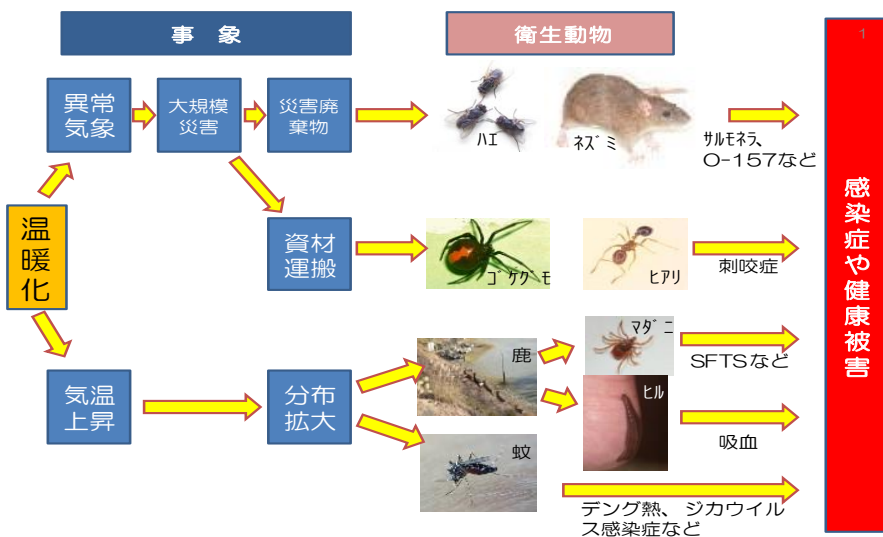 事 象
衛生動物
1
異常
気象
大規模
災害
災害廃
棄物
ﾊｴ
ﾈｽﾞﾐ
ｻﾙﾓﾈﾗ、
O-157など
温
暖
化
資材
運搬
ｺﾞｹｸﾞﾓ
ﾋｱﾘ
刺咬症
感染症や健康被害
気温
上昇
分布
拡大
鹿
ﾏﾀﾞﾆ
SFTSなど
ﾋﾙ
吸血
蚊
デング熱、ジカウイル
ス感染症など